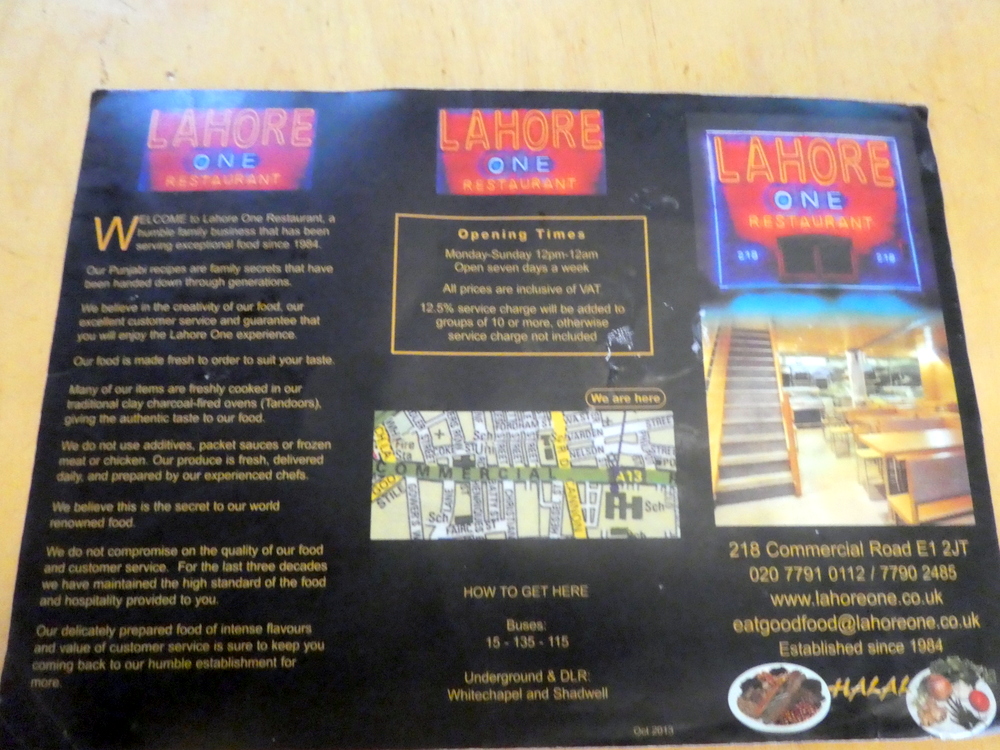 LAHORE
ONE
RESTAURANT
WELCOME to Lahore One Restaurant, a
humble family business that has been
serving exceptional food since 1984.
Our Punjabi recipes are family secrets that have
been handed down through generations.
We believe in the creativity of our food, our
excellent customer service and guarantee that
you will enjoy the Lahore One experience.
Our food is made fresh to order to suit your taste.
Many of our items are freshly cooked in our
traditional clay charcoal-fired ovens (Tandoors),
giving the authentic taste to our food.
We do not use additives, packet sauces or frozen
meat or chicken. Our produce is fresh, delivered
daily, and prepared by our experienced chefs.
We believe this is the secret to our world
renowned food.
We do not compromise on the quality of our food
and customer service. For the last three decades
we have maintained the high standard of the food
and hospitality provided to you.
Our delicately prepared food of intense flavours
and value of customer service is sure to keep you
coming back to our humble establishment for
more.
LAHORE
ONE
RESTAURANT
Opening Times
Monday-Sunday 12pm-12am
Open seven days a week
All prices are inclusive of VAT
12.5% service charge will be added to
groups of 10 or more, otherwise
service charge not included
We are here
Fire
Sch
NELSON
COMMERCIAL
A13
Sch
Sch
HOW TO GET HERE
Buses:
15 - 135 - 115
Underground & DLR:
Whitechapel and Shadwell
Oct 2013
LAHORE
ONE
RESTAURANT
218 218
218 Commercial Road E1 2JT
020 7791 0112 / 7790 2485
www.lahoreone.co.uk
eatgoodfood@lahoreone.co.uk
Established since 1984
HALAL